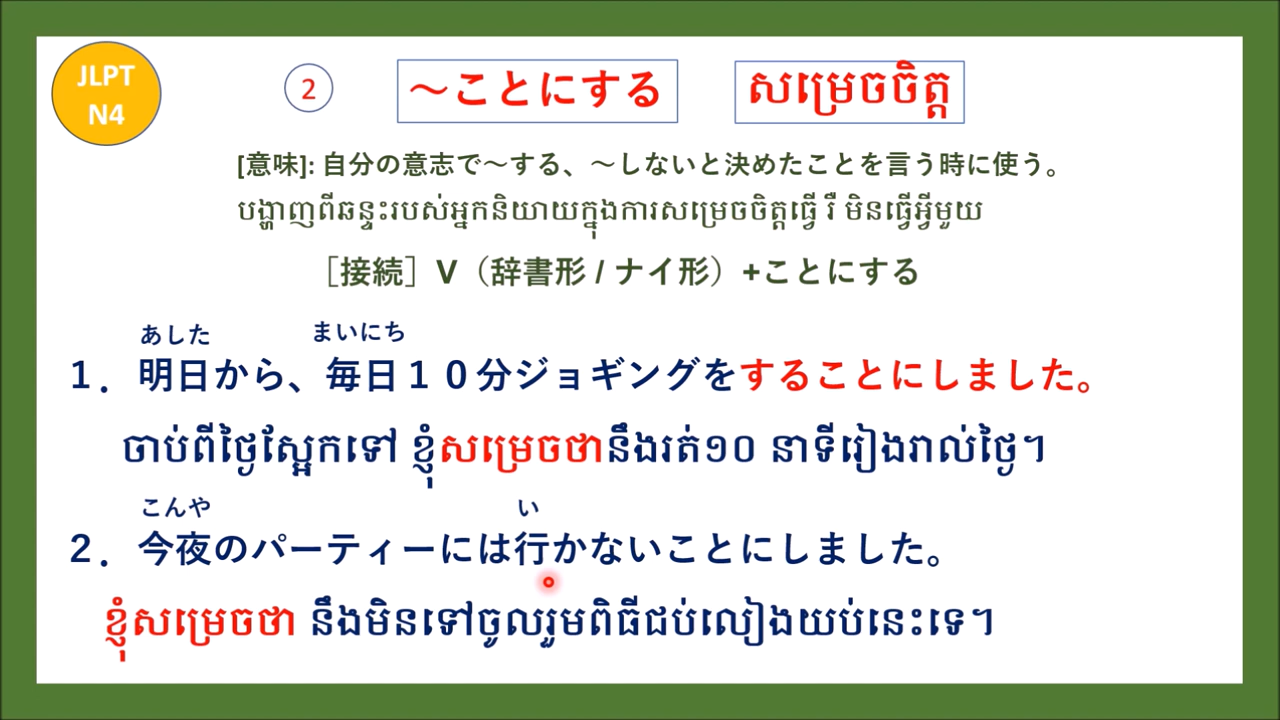 JLPT
N4
2
～ことにする
សម្រេចចិត្ត
[意味]: 自分の意志で～する、～しないと決めたことを言う時に使う。
បង្ហាញពីឆន្ទះរបស់អ្នកនិយាយក្នុងការសម្រេចចិត្តធ្វើ រឺ មិនធ្វើអ្វីមួយ
［接続］V（辞書形 / ナイ形）+ことにする
あした まいにち
１．明日から、毎日１０分ジョギングをすることにしました。
ចាប់ពីថ្ងៃស្អែកទៅ ខ្ញុំសម្រេចថានឹងរត់១០ នាទីរៀងរាល់ថ្ងៃ។
こんや い
２．今夜のパーティーには行かないことにしました。
ខ្ញុំសម្រេចថា នឹងមិនទៅចូលរួមពិធីជប់លៀងយប់នេះទេ។